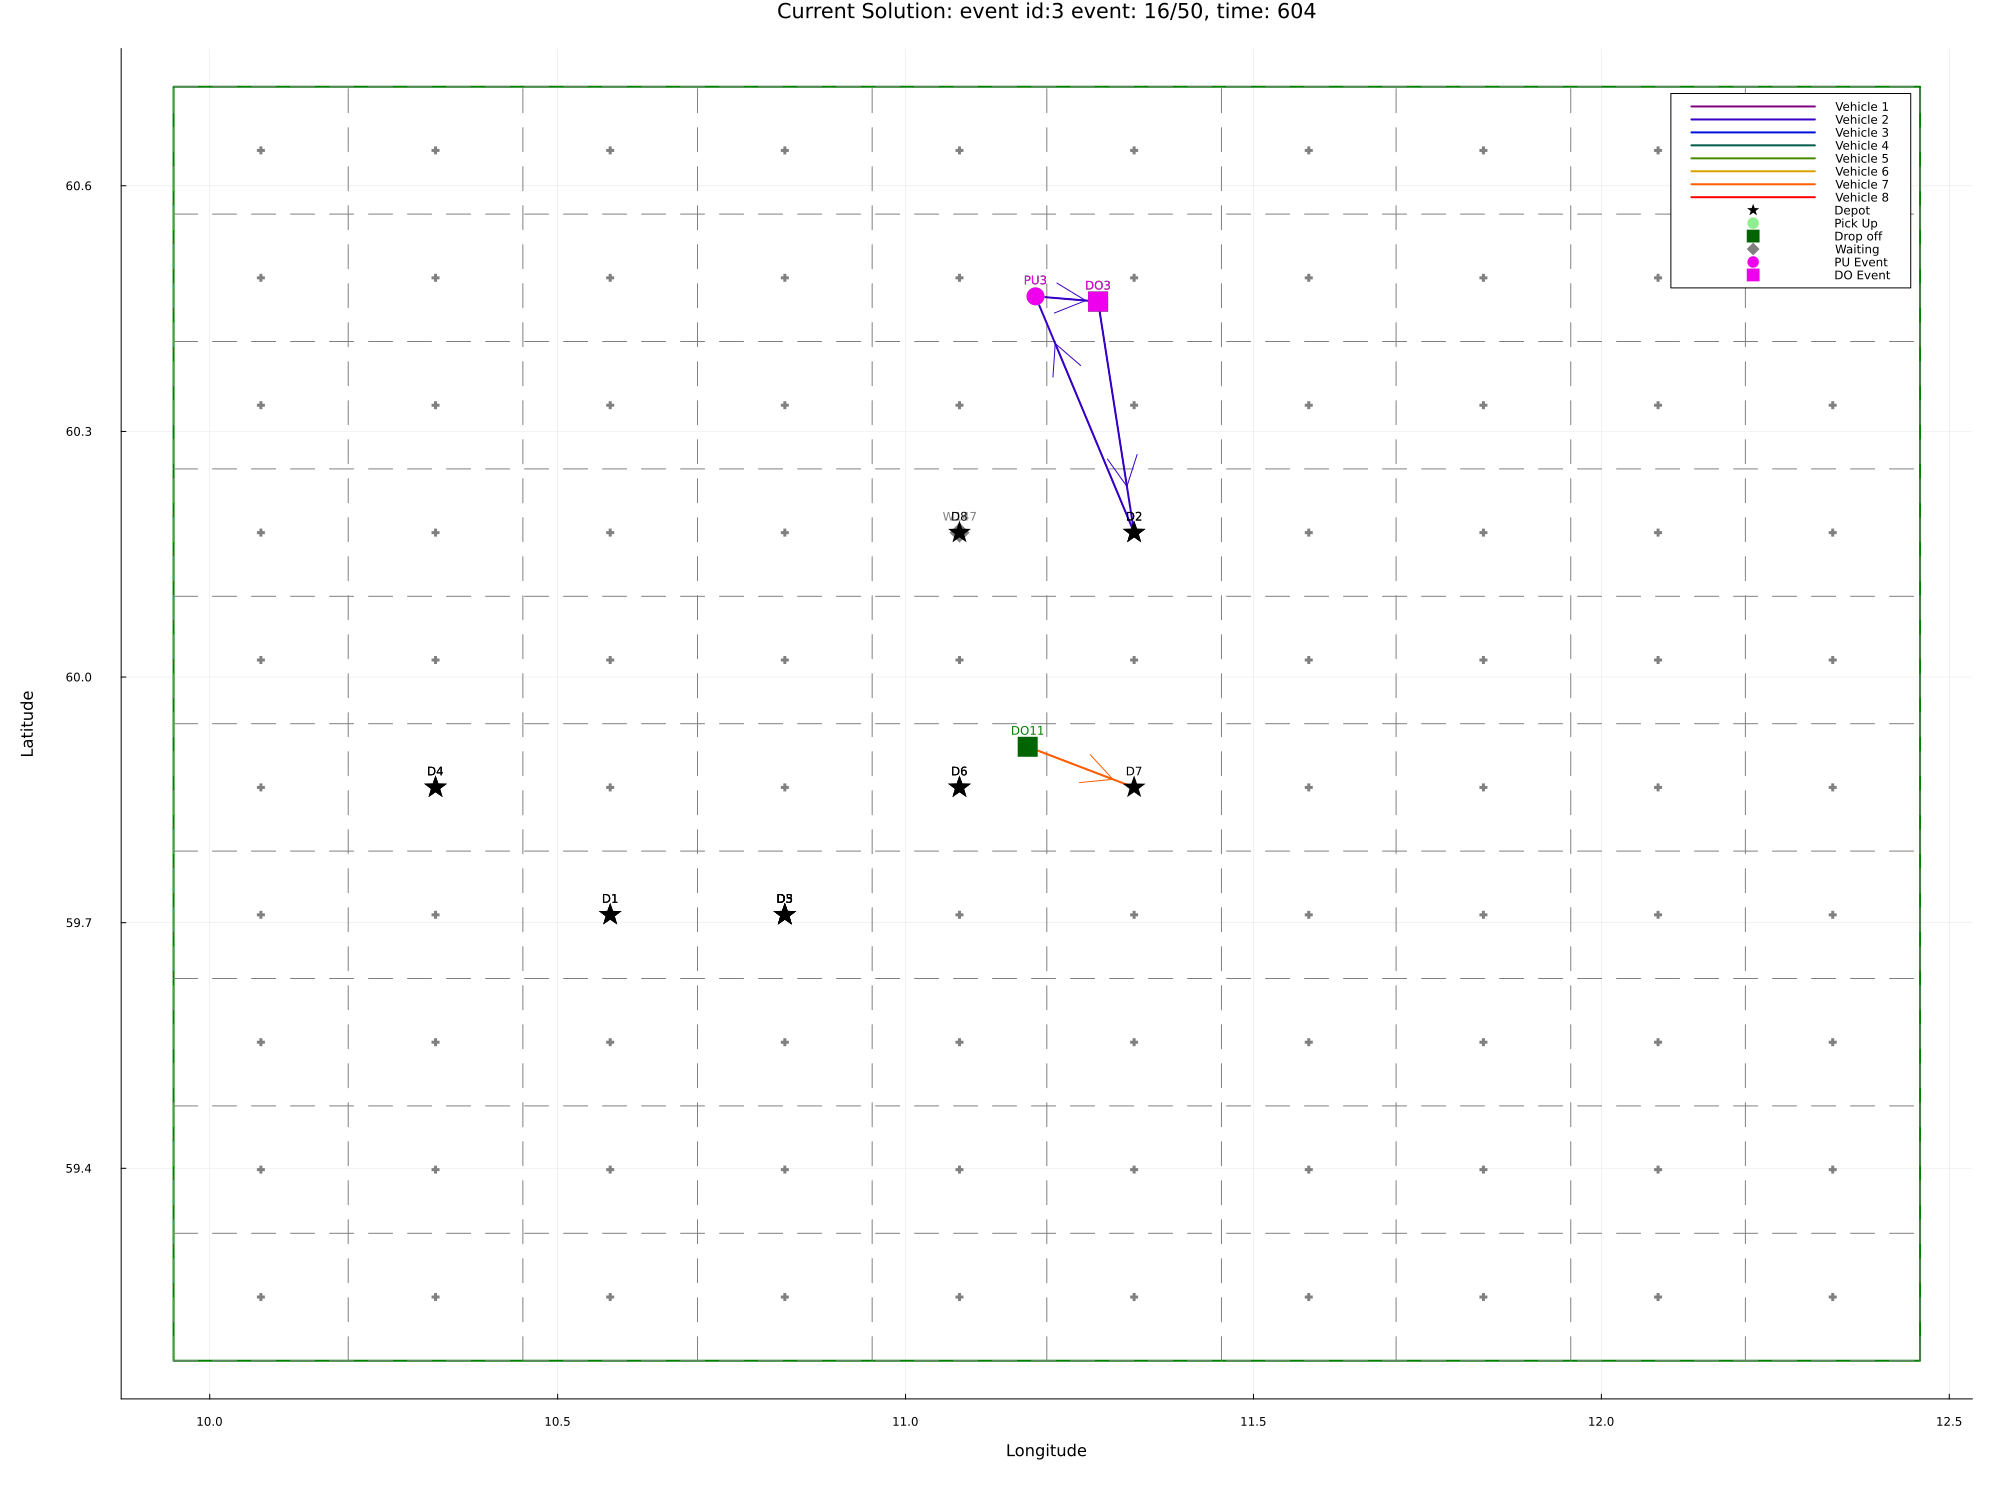 Current Solution: event id:3 event: 16/50, time: 604
Vehicle 1
Vehicle 2
Vehicle 3
Vehicle 4
Vehicle 5
Vehicle 6
Vehicle 7
Vehicle 8
Depot
Pick Up
Drop off
Waiting
PU Event
DO Event
60.6
PU3
DO3
60.3
D8
D2
60.0
Latitude
DO11
D4
D6
D7
D1
59.7
59.4
10.0
10.5
11.0
11.5
12.0
12.5
Longitude